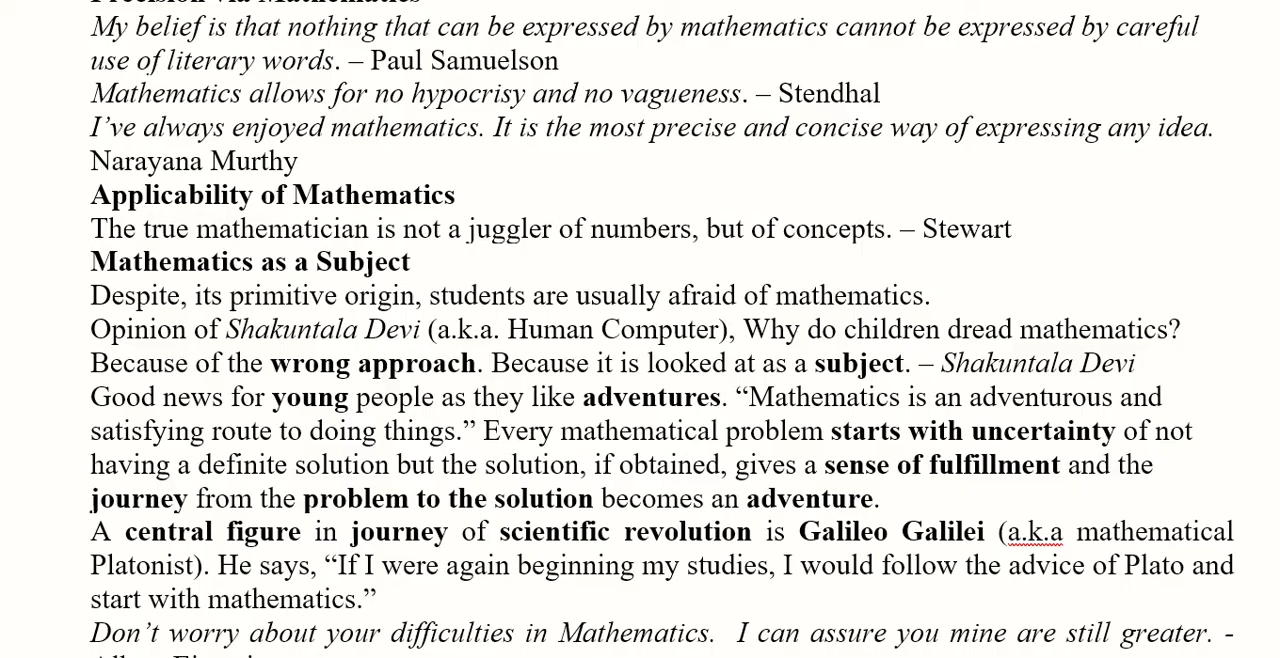 My belief is that nothing that can be expressed by mathematics cannot be expressed by careful
use of literary words. – Paul Samuelson
Mathematics allows for no hypocrisy and no vagueness. – Stendhal
I’ve always enjoyed mathematics. It is the most precise and concise way of expressing any idea.
Narayana Murthy
Applicability of Mathematics
The true mathematician is not a juggler of numbers, but of concepts. – Stewart
Mathematics as a Subject
Despite, its primitive origin, students are usually afraid of mathematics.
Opinion of Shakuntala Devi (a.k.a. Human Computer), Why do children dread mathematics?
Because of the wrong approach. Because it is looked at as a subject. – Shakuntala Devi
Good news for young people as they like adventures. “Mathematics is an adventurous and
satisfying route to doing things.” Every mathematical problem starts with uncertainty of not
having a definite solution but the solution, if obtained, gives a sense of fulfillment and the
journey from the problem to the solution becomes an adventure.
A central figure in journey of scientific revolution is Galileo Galilei (a.k.a mathematical
Platonist). He says, “If I were again beginning my studies, I would follow the advice of Plato and
start with mathematics.”
Don’t worry about your difficulties in Mathematics.  I can assure you mine are still greater. -